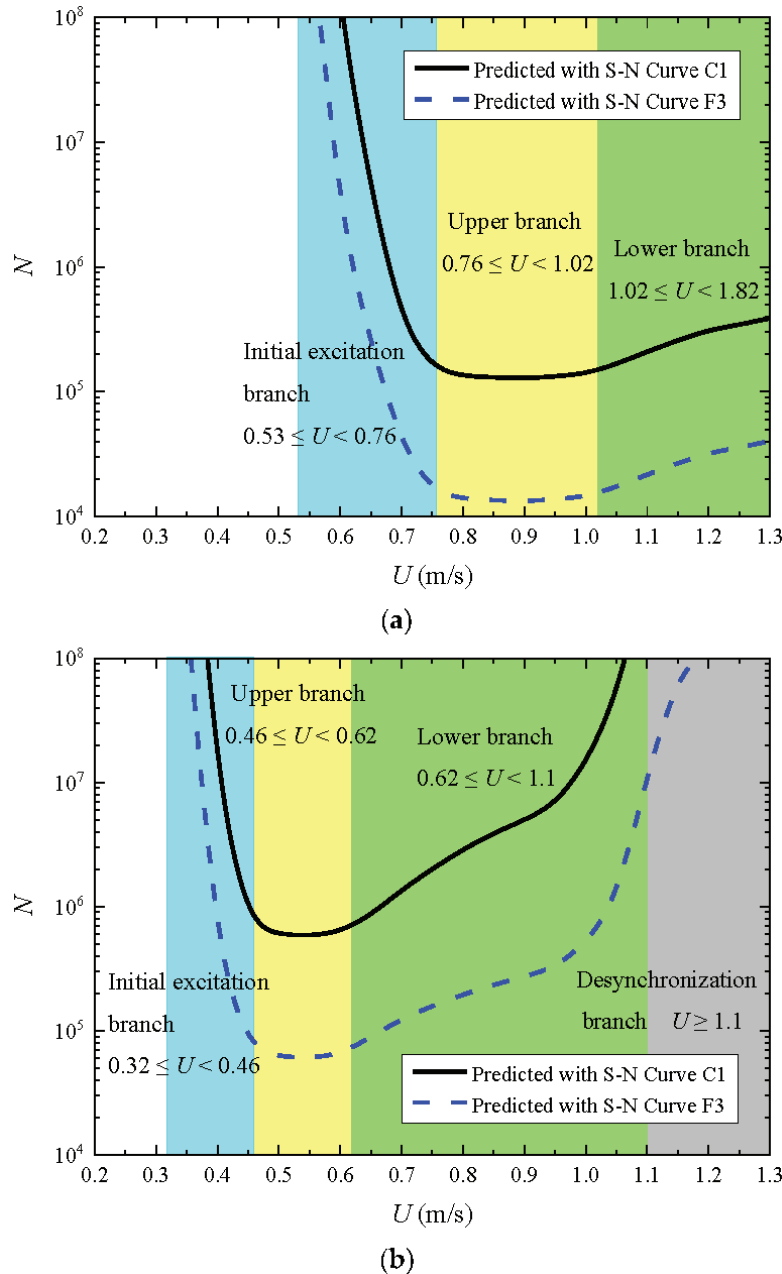 10^8
Predicted with S-N Curve C1
Predicted with S-N Curve F3
10^7
Upper branch
0.76 ≤ U < 1.02
Lower branch
1.02 ≤ U < 1.82
10^6
N
Initial excitation
branch
0.53 ≤ U < 0.76
10^5
10^4
0.2 0.3 0.4 0.5 0.6 0.7 0.8 0.9 1.0 1.1 1.2 1.3
U (m/s)
(a)
10^8
Upper branch
0.46 ≤ U < 0.62
Lower branch
0.62 ≤ U < 1.1
10^7
10^6
N
Initial excitation
branch
0.32 ≤ U < 0.46
Desynchronization
branch U ≥ 1.1
10^5
Predicted with S-N Curve C1
Predicted with S-N Curve F3
10^4
0.2 0.3 0.4 0.5 0.6 0.7 0.8 0.9 1.0 1.1 1.2 1.3
U (m/s)
(b)